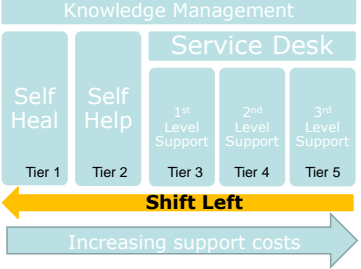 Knowledge Management
Service Desk
Self
Heal
Self
Help
1st
Level
Support
2nd
Level
Support
3rd
Level
Support
Tier 1
Tier 2
Tier 3
Tier 4
Tier 5
Shift Left
Increasing support costs